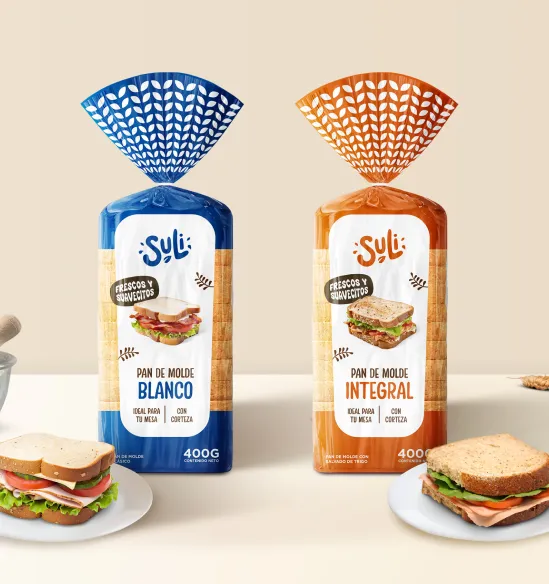 Suli
FRESCOS Y
SUAVECITOS
PAN DE MOLDE
BLANCO
IDEAL PARA
TU MESA
CON
CORTEZA
PAN DE MOLDE
CLÁSICO
400G
CONTENIDO NETO
Suli
FRESCOS Y
SUAVECITOS
PAN DE MOLDE
INTEGRAL
IDEAL PARA
TU MESA
CON
CORTEZA
PAN DE MOLDE CON
SALVADO DE TRIGO
400G
CONTENIDO NETO